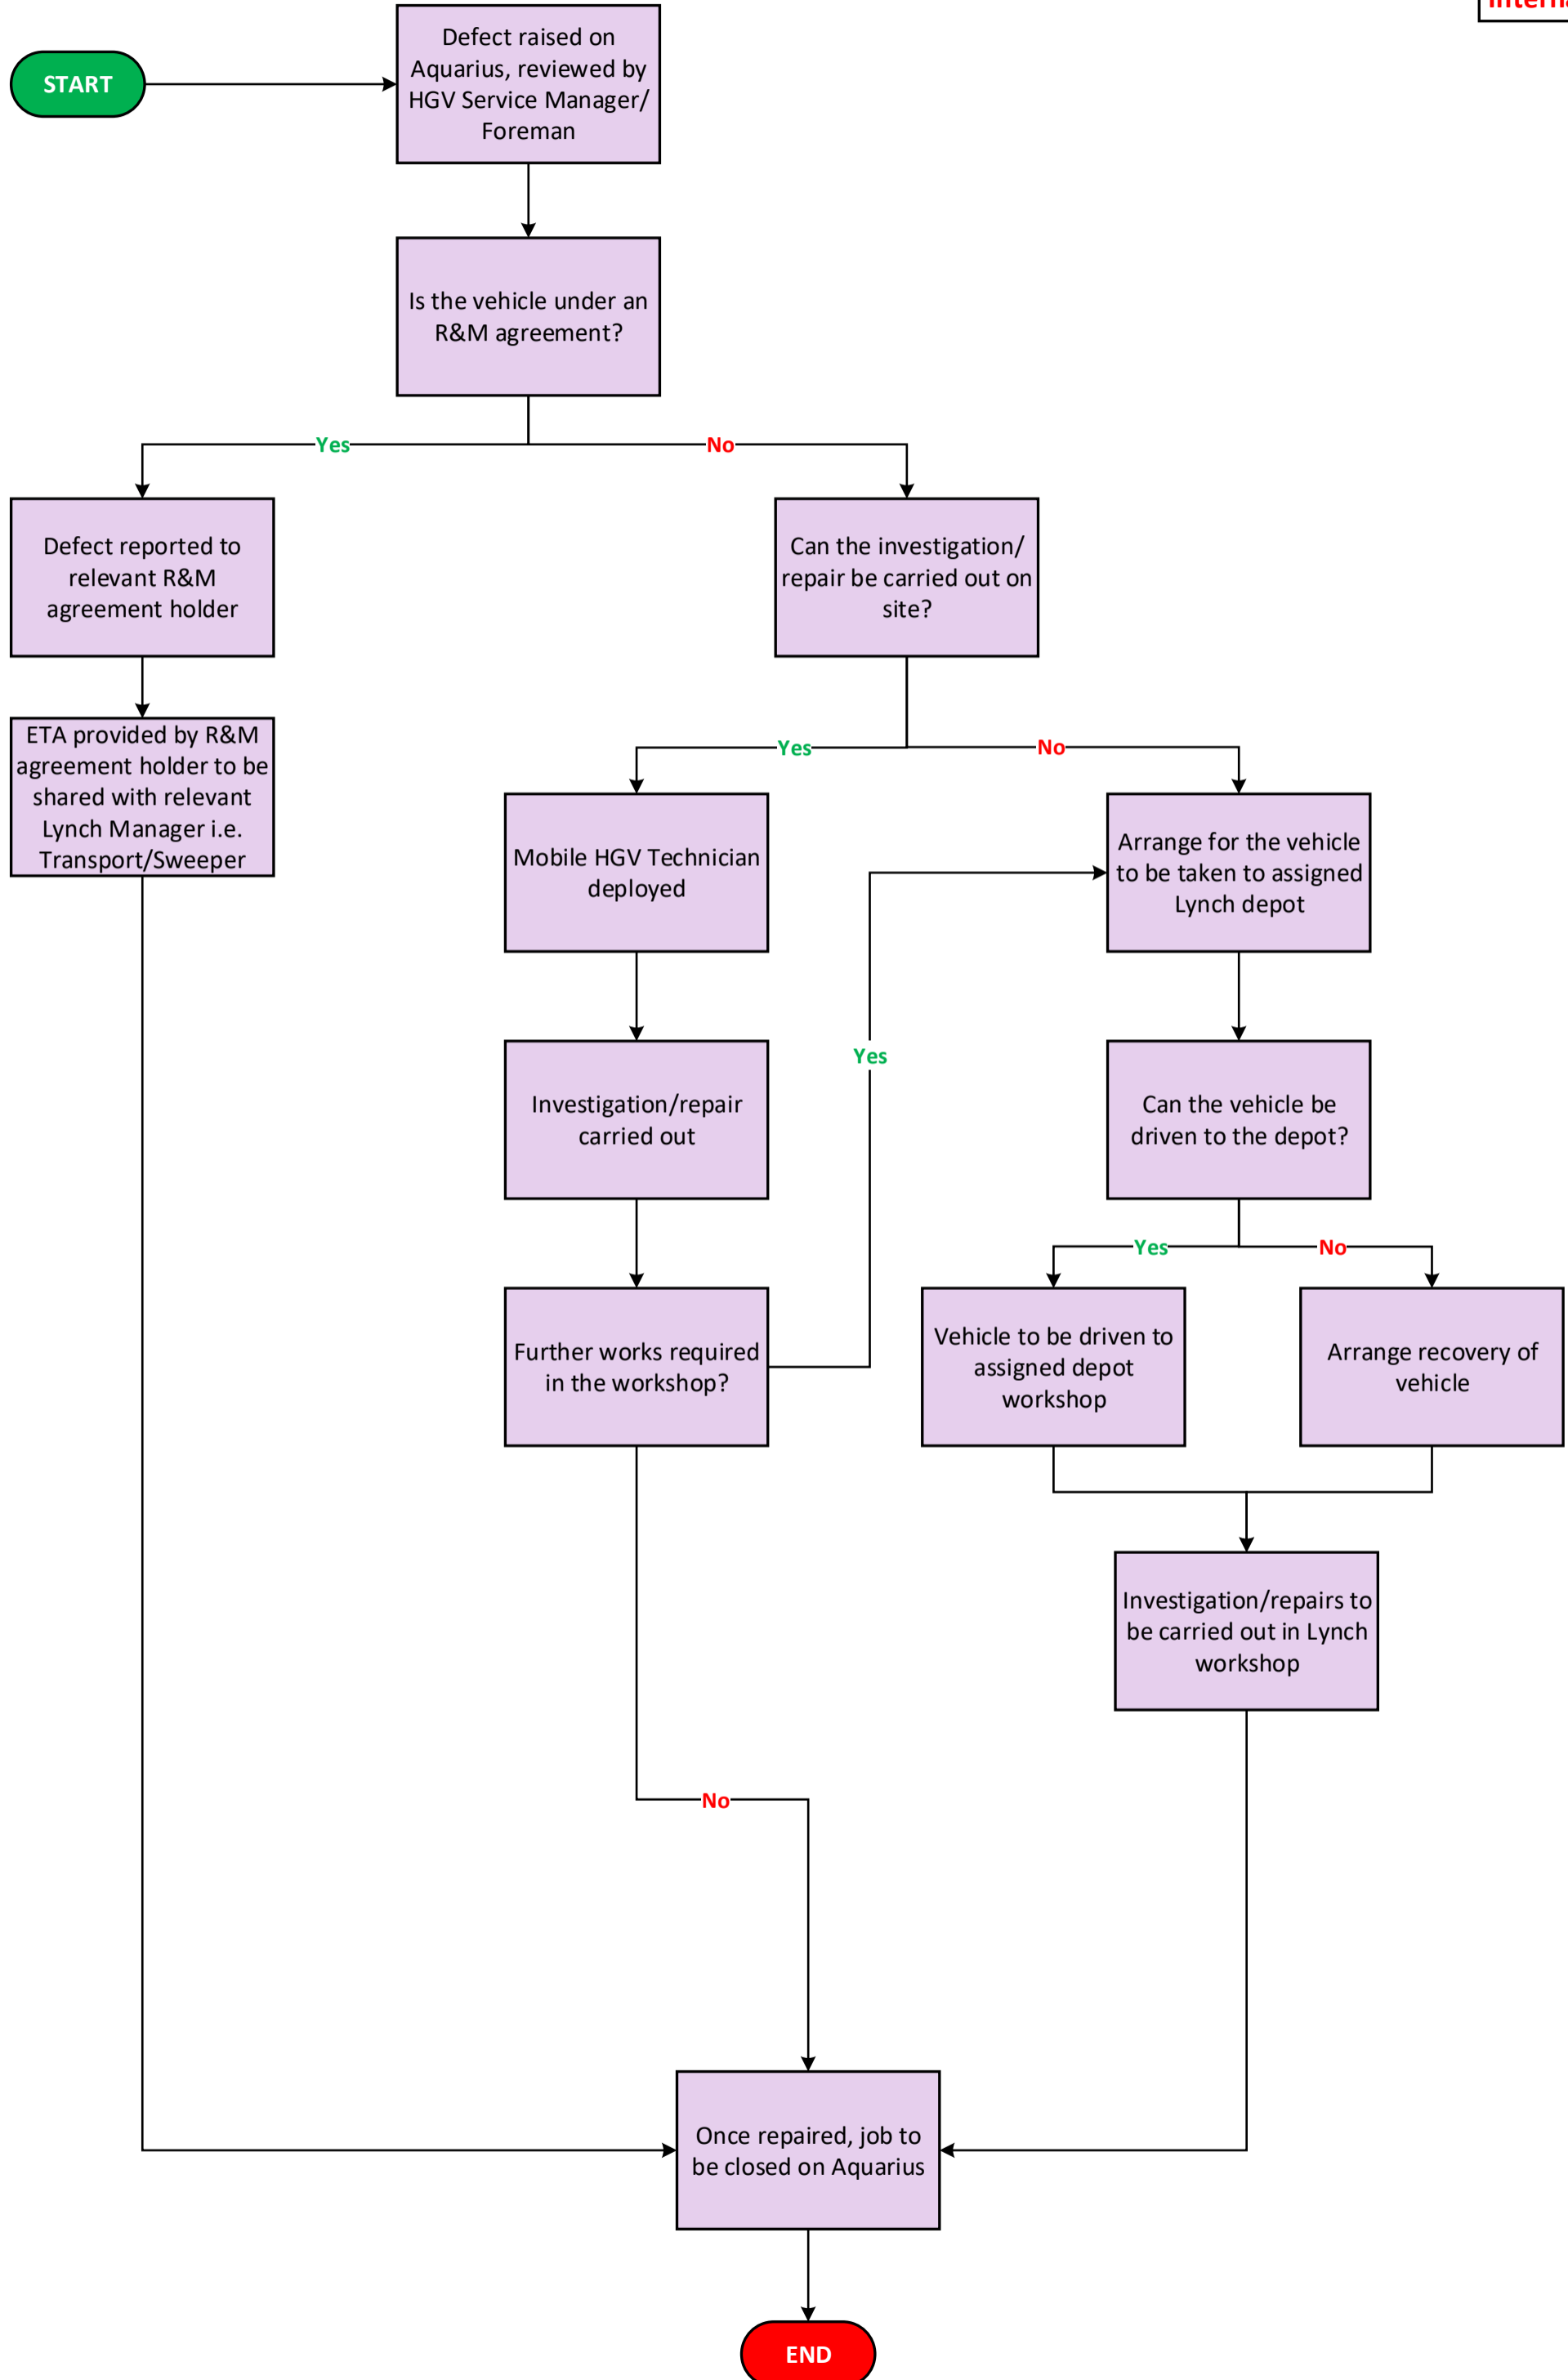 START
Defect raised on
Aquarius, reviewed by
HGV Service Manager/
Foreman
Is the vehicle under an
R&M agreement?
Yes
No
Defect reported to
relevant R&M
agreement holder
Can the investigation/
repair be carried out on
site?
ETA provided by R&M
agreement holder to be
shared with relevant
Lynch Manager i.e.
Transport/Sweeper
Yes
No
Mobile HGV Technician
deployed
Arrange for the vehicle
to be taken to assigned
Lynch depot
Yes
Investigation/repair
carried out
Can the vehicle be
driven to the depot?
Yes
No
Further works required
in the workshop?
Vehicle to be driven to
assigned depot
workshop
Arrange recovery of
vehicle
Investigation/repairs to
be carried out in Lynch
workshop
No
Once repaired, job to
be closed on Aquarius
END